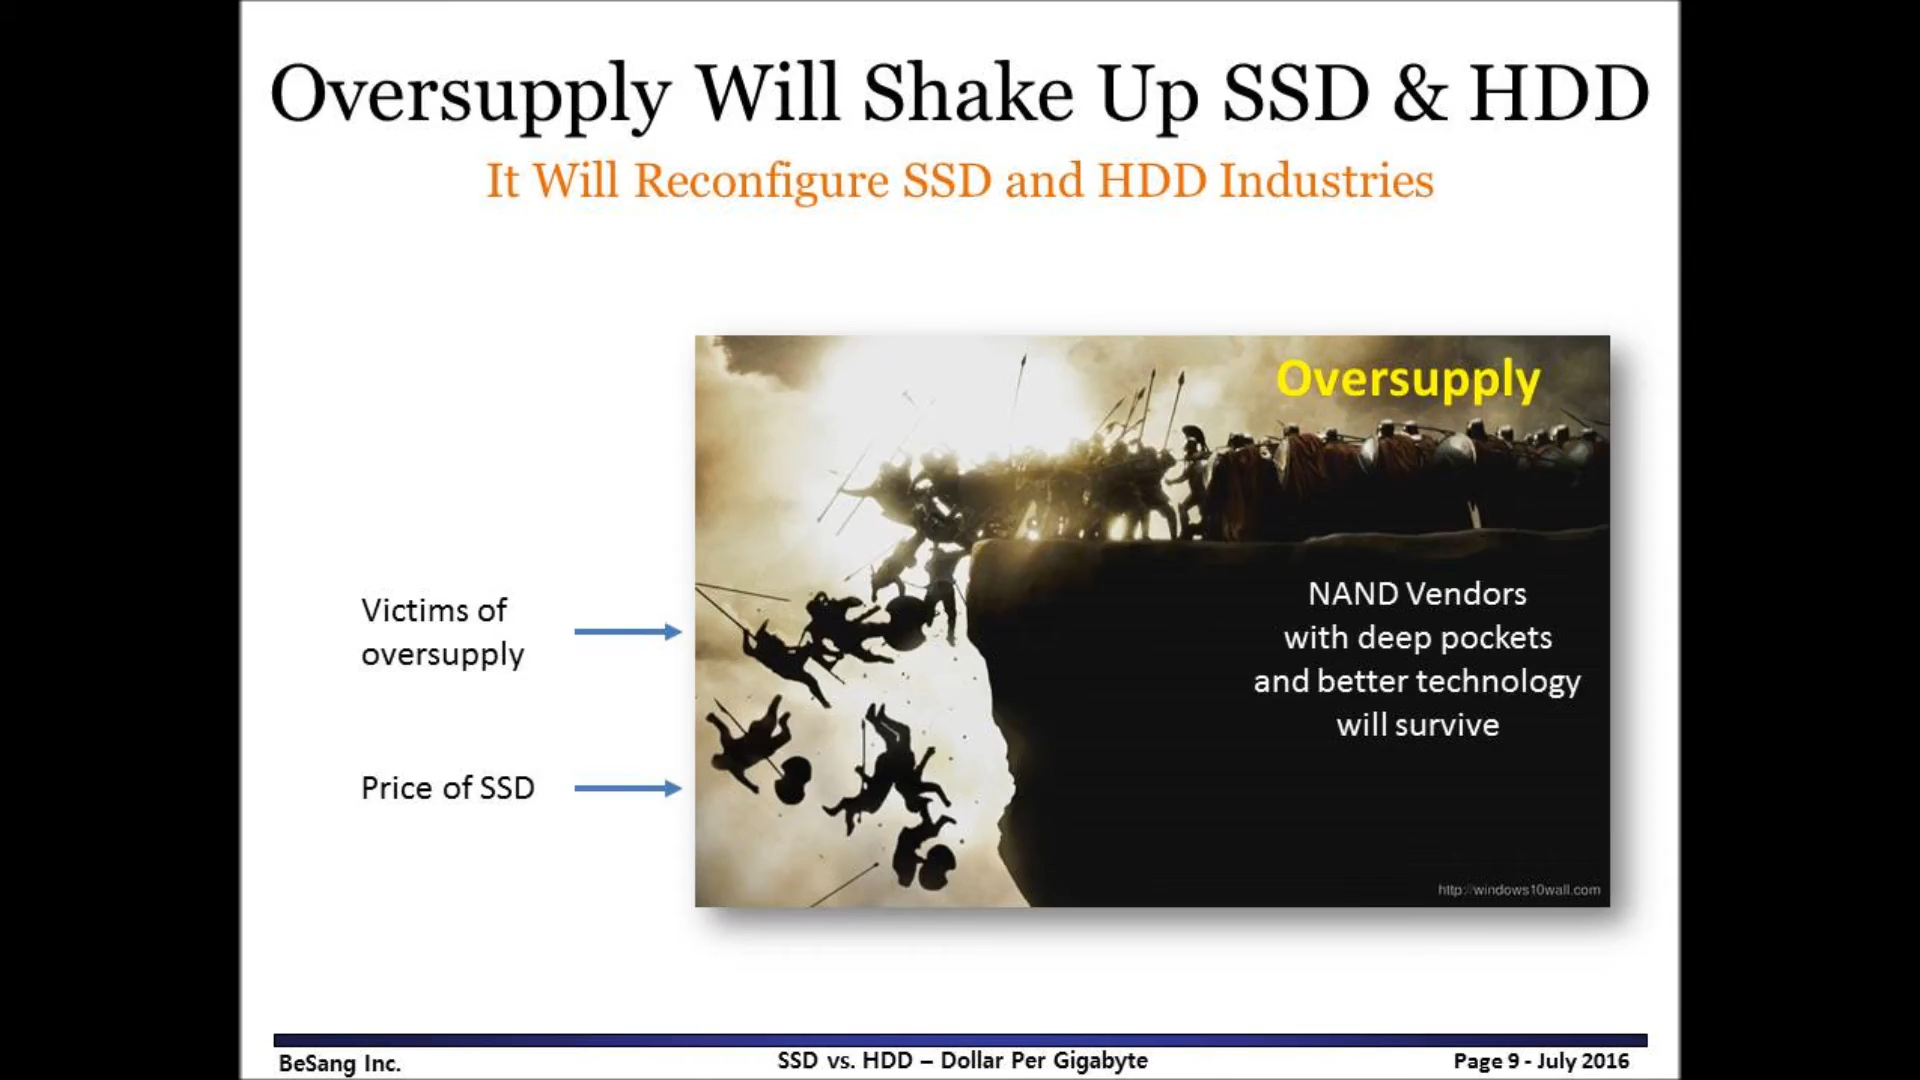 Oversupply Will Shake Up SSD & HDD
It Will Reconfigure SSD and HDD Industries
Oversupply
Victims of
oversupply
Price of SSD
NAND Vendors
with deep pockets
and better technology
will survive
http://windows10wall.com
BeSang Inc.
SSD vs. HDD – Dollar Per Gigabyte
Page 9 - July 2016